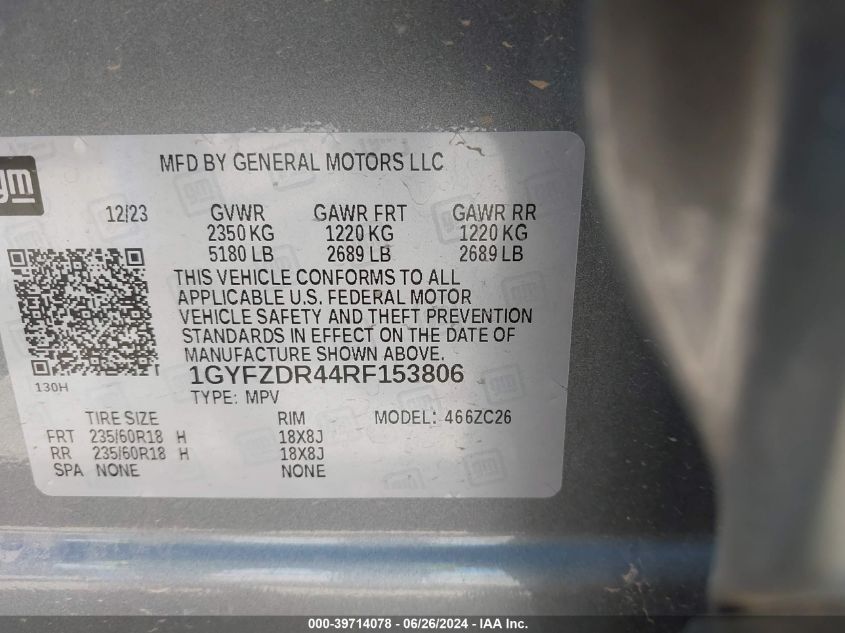 gm
MFD BY GENERAL MOTORS LLC
12/23 GVWR GAWR FRT GAWR RR
2350 KG 1220 KG 1220 KG
5180 LB 2689 LB 2689 LB
THIS VEHICLE CONFORMS TO ALL
APPLICABLE U.S. FEDERAL MOTOR
VEHICLE SAFETY AND THEFT PREVENTION
STANDARDS IN EFFECT ON THE DATE OF
MANUFACTURE SHOWN ABOVE.
130H
1GYFZDR44RF153806
TYPE: MPV
TIRE SIZE RIM MODEL: 466ZC26
FRT 235/60R18 H 18X8J
RR 235/60R18 H 18X8J
SPA NONE NONE
000-39714078 - 06/26/2024 - IAA Inc.